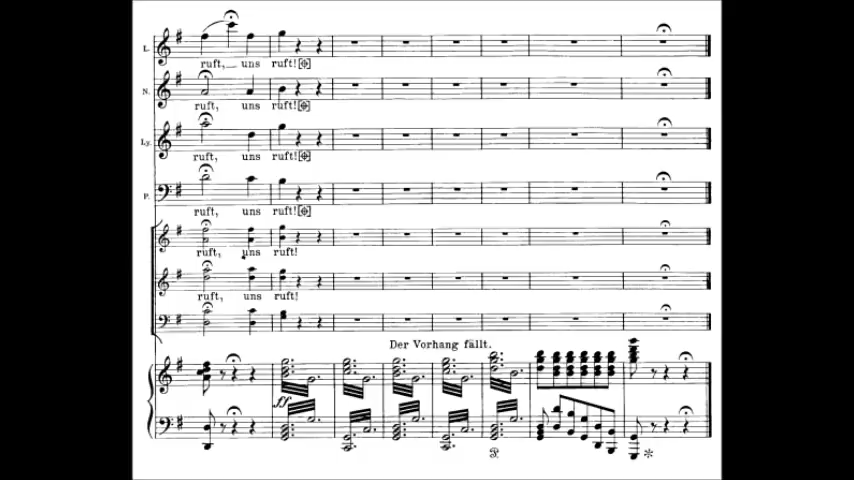 L.
ruft, uns ruft!
N.
ruft, uns ruft!
Ly.
ruft, uns ruft!
P.
ruft, uns ruft!
ruft, uns ruft!
ruft, uns ruft!
Der Vorhang fällt.
ff